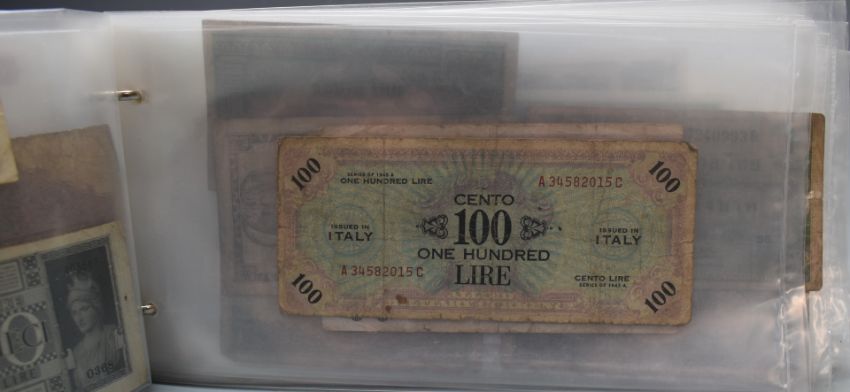 100
SERIES OF 1943 A
ONE HUNDRED LIRE
A 34582015 C
100
CENTO
100
ONE HUNDRED
LIRE
ISSUED IN
ITALY
ISSUED IN
ITALY
A 34582015 C
CENTO LIRE
SERIES OF 1943 A
100
100
LIRE